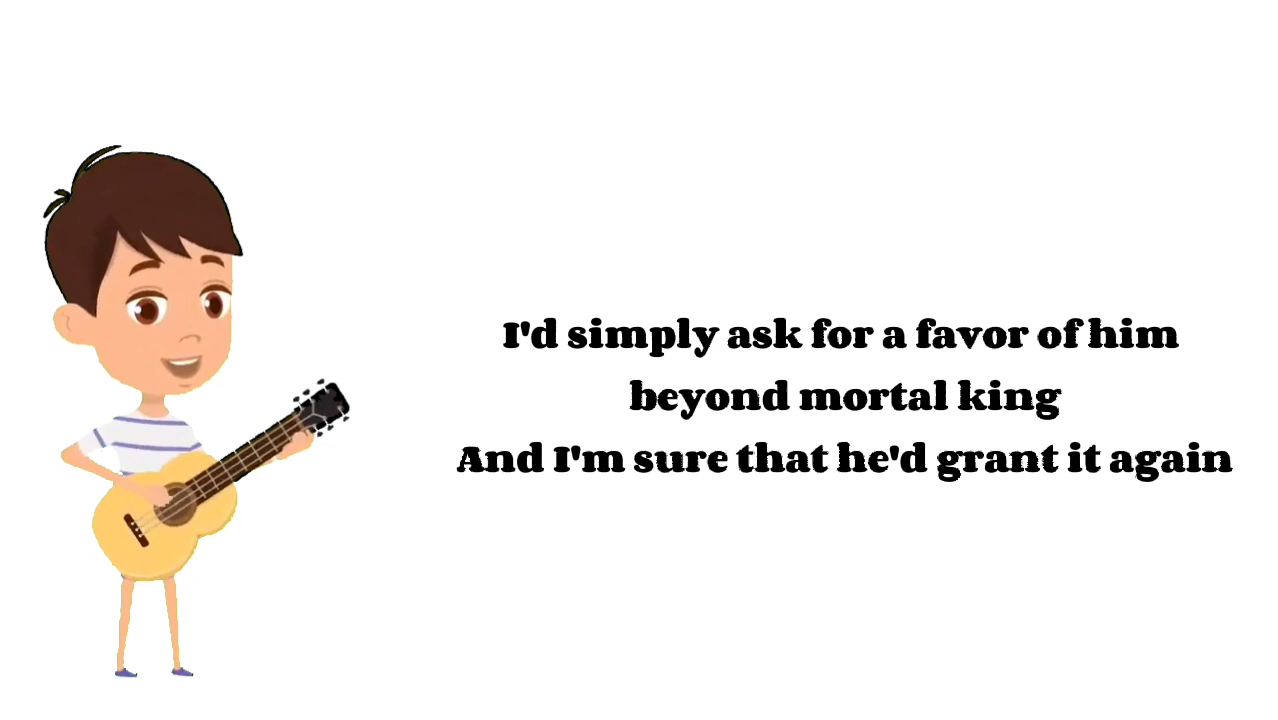 I'd simply ask for a favor of him
beyond mortal king
And I'm sure that he'd grant it again